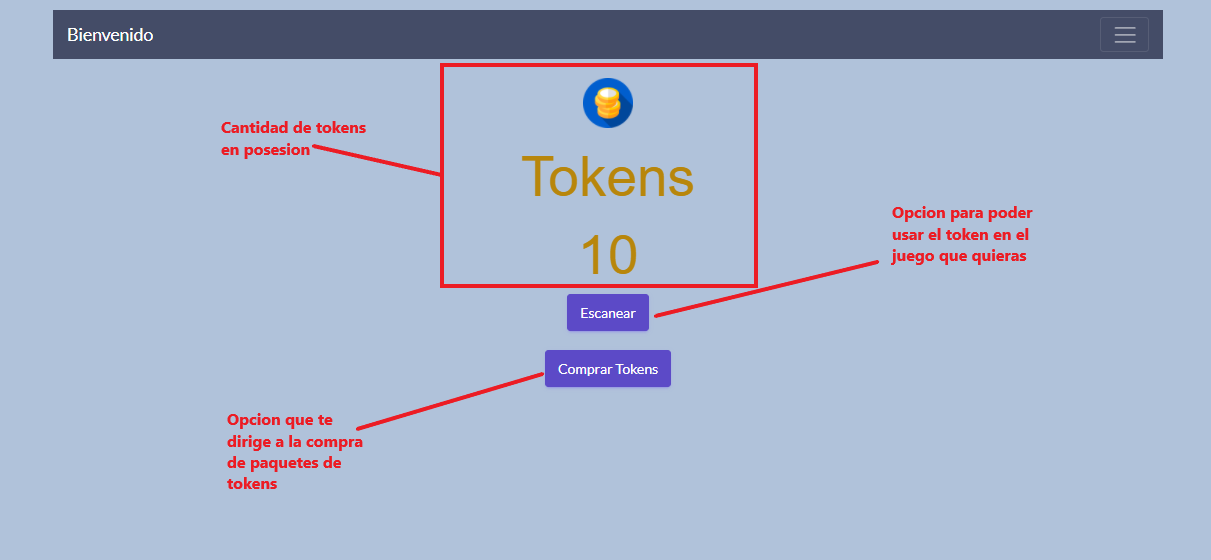 Bienvenido
Cantidad de tokens
en posesion
Tokens
10
Opcion para poder
usar el token en el
juego que quieras
Escanear
Comprar Tokens
Opcion que te
dirige a la compra
de paquetes de
tokens